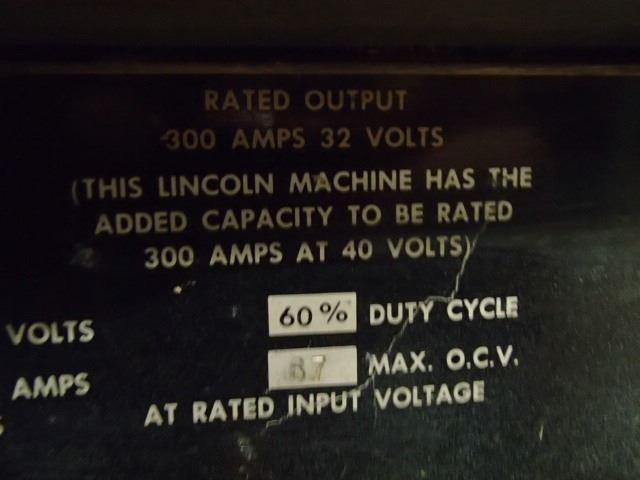 RATED OUTPUT
300 AMPS 32 VOLTS
(THIS LINCOLN MACHINE HAS THE
ADDED CAPACITY TO BE RATED
300 AMPS AT 40 VOLTS)
60% DUTY CYCLE
VOLTS
MAX. O.C.V.
AMPS
AT RATED INPUT VOLTAGE